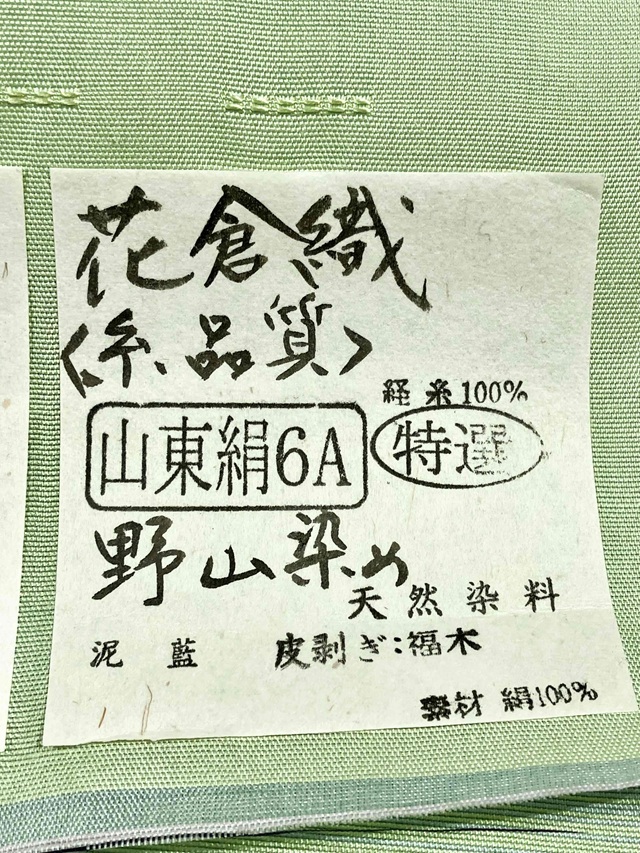 花倉織
〈糸、品質〉
経糸100%
山東絹6A 特選
野山染め
天然染料
泥藍 皮剥ぎ:福木
素材 絹100%